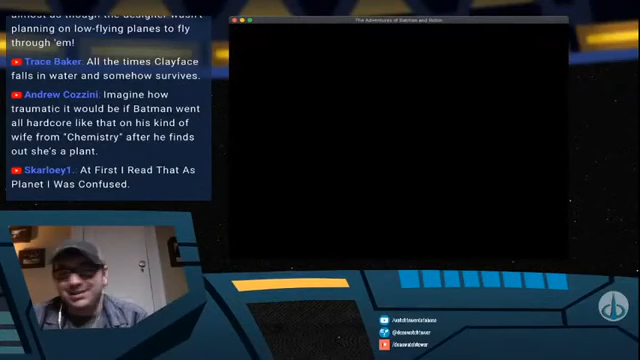 almost as though the designer wasn't
planning on low-flying planes to fly
through 'em!
Trace Baker. All the times Clayface
falls in water and somehow survives.
Andrew Cozzini. Imagine how
traumatic it would be if Batman went
all hardcore like that on his kind of
wife from "Chemistry" after he finds
out she's a plant.
Skarloey1.. At First I Read That As
Planet I Was Confused.
The Adventures of Batman and Robin
/watchtowerdatabase
@dcauwatchtower
/dcauwatchtower